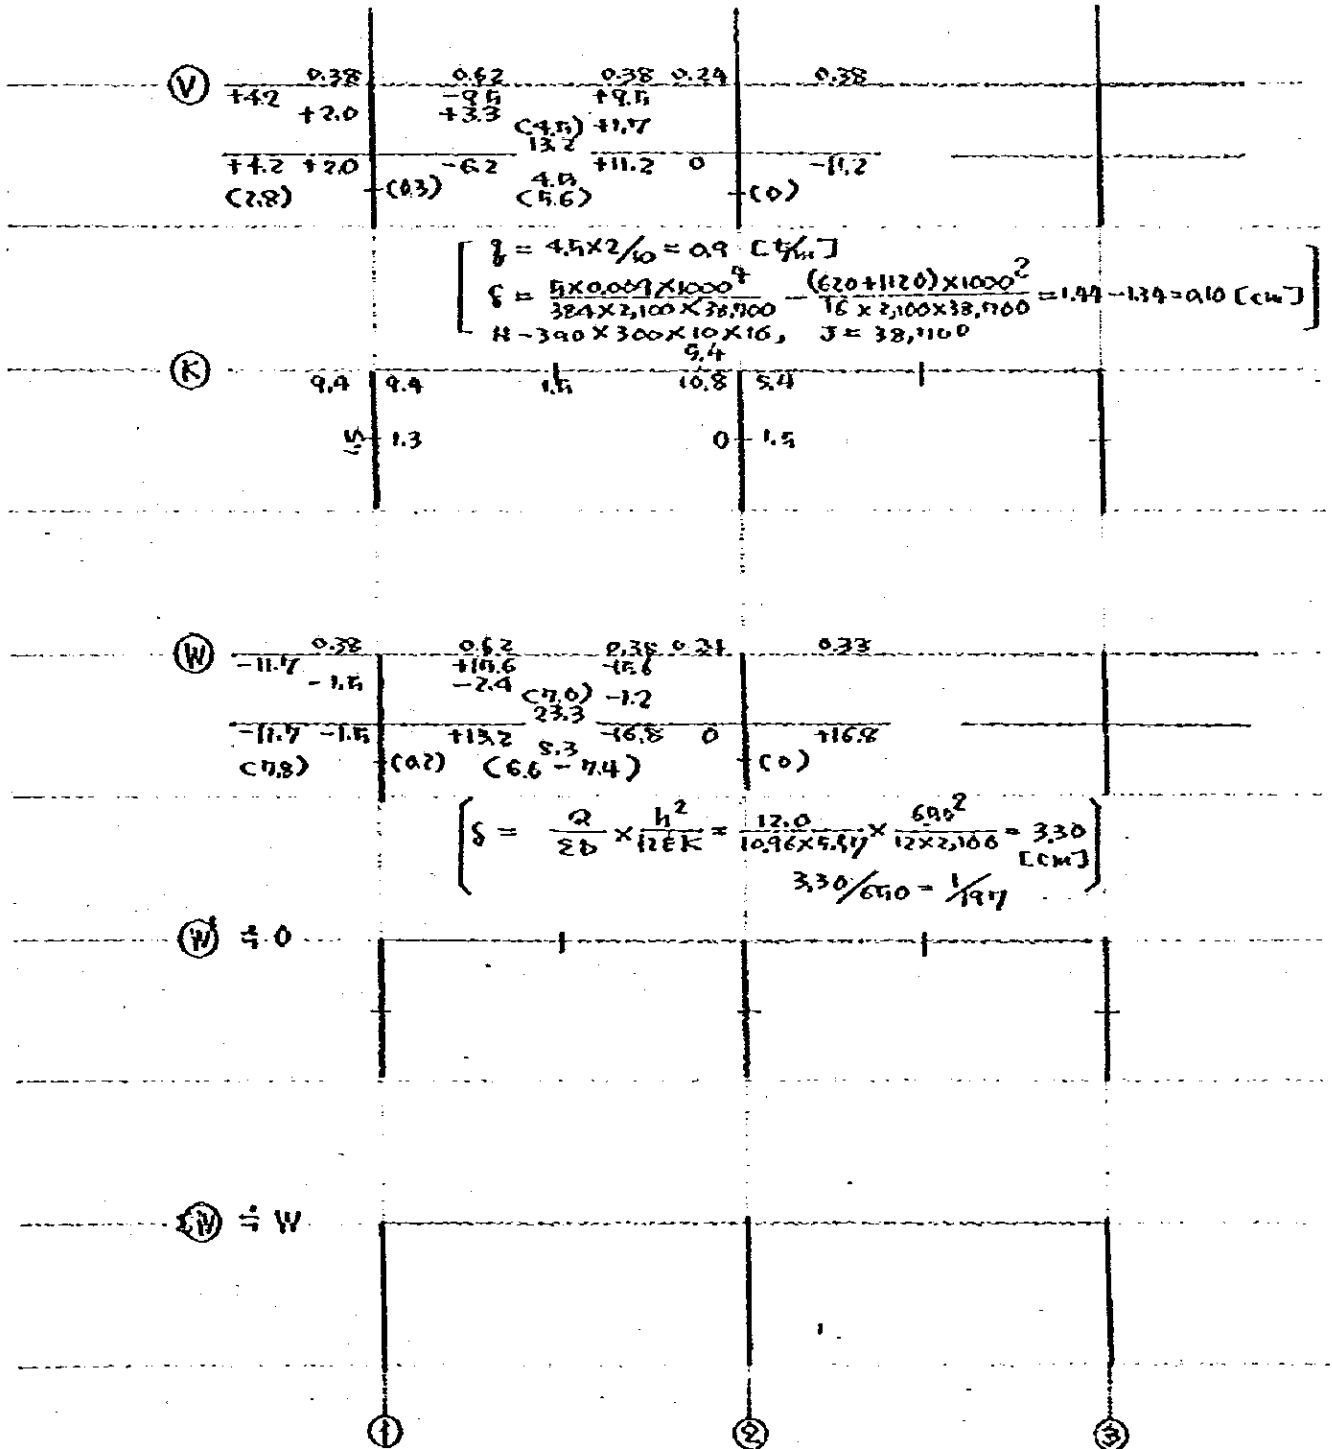 Ⓥ 0.38 0.62 0.38 0.24 0.38
+4.2 -9.5 +9.5
+2.0 +3.3 (4.5) +1.7
13.2
+4.2 +2.0 -6.2 +11.2 0 -11.2
4.5
(2.8) (0.3) (5.6) (0)
q = 4.5×2/10 = 0.9 [t/m]
δ = 5×0.009×1000⁴ / 384×2,100×38,700 - (620+1120)×1000² / 16×2,100×38,700 = 1.44-1.34=0.10 [cm]
H-390×300×10×16, J = 38,700
9.4
Ⓚ 9.4 9.4 1.5 10.8 5.4
1.5 1.3 0 1.5
Ⓦ 0.38 0.62 0.38 0.24 0.33
-11.7 +15.6 -15.6
-1.5 -2.4 (7.0) -1.2
23.3
-11.7 -1.5 +13.2 -16.8 0 +16.8
8.3
(7.8) (0.2) (6.6-7.4) (0)
δ = Q/ΣD × h²/12EK = 12.0/10.96×5.57 × 650²/12×2,100 = 3.30
[cm]
3.30/650 = 1/197
Ⓦ' ≒ 0
≒ W
① ② ③